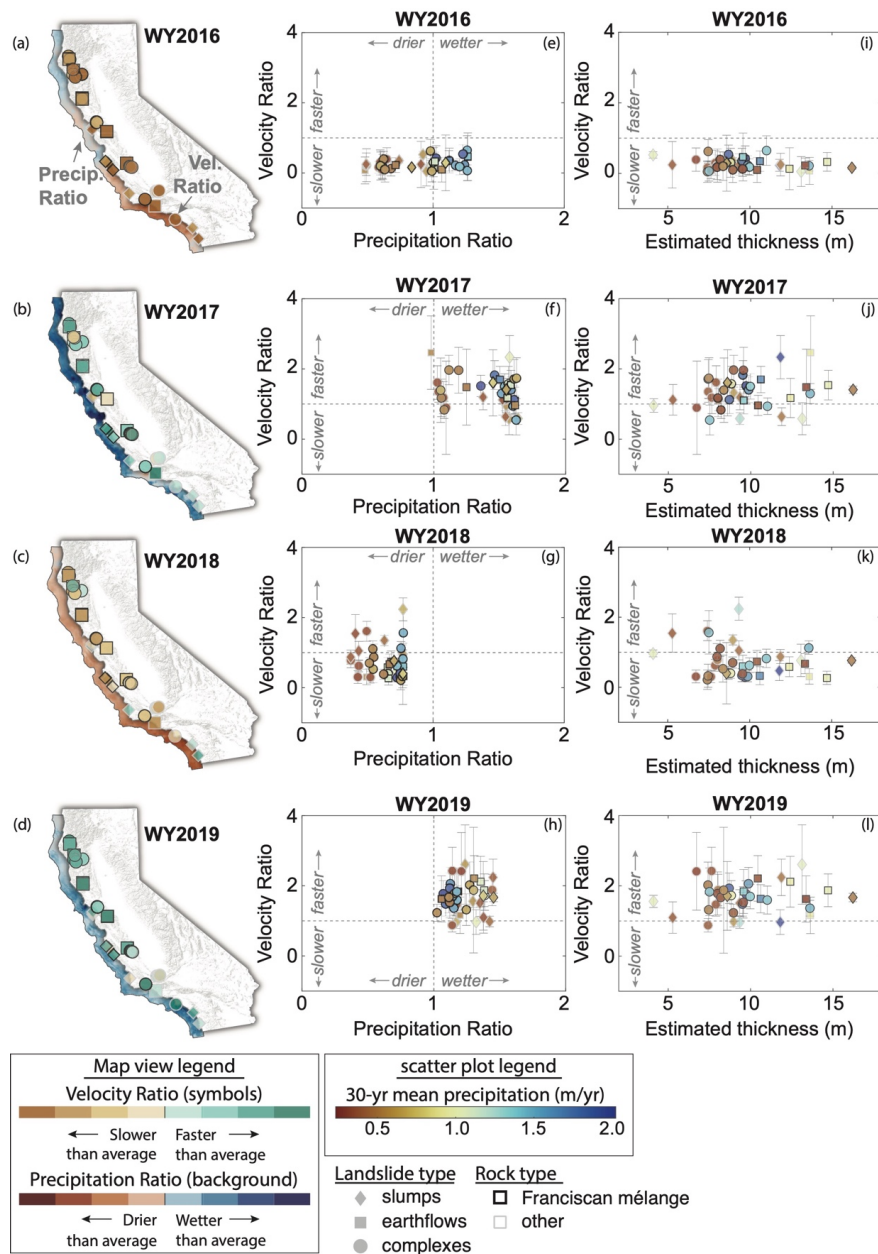 (a)
WY2016
Precip.
Ratio
Vel.
Ratio
WY2016
(e)
drier
wetter
Velocity Ratio
4
2
0
faster
slower
0
1
2
Precipitation Ratio
WY2016
(i)
Velocity Ratio
4
2
0
faster
slower
5
10
15
Estimated thickness (m)
(b)
WY2017
WY2017
(f)
drier
wetter
Velocity Ratio
4
2
0
faster
slower
0
1
2
Precipitation Ratio
WY2017
(j)
Velocity Ratio
4
2
0
faster
slower
5
10
15
Estimated thickness (m)
(c)
WY2018
WY2018
(g)
drier
wetter
Velocity Ratio
4
2
0
faster
slower
0
1
2
Precipitation Ratio
WY2018
(k)
Velocity Ratio
4
2
0
faster
slower
5
10
15
Estimated thickness (m)
(d)
WY2019
WY2019
(h)
drier
wetter
Velocity Ratio
4
2
0
faster
slower
0
1
2
Precipitation Ratio
WY2019
(l)
Velocity Ratio
4
2
0
faster
slower
5
10
15
Estimated thickness (m)
Map view legend
Velocity Ratio (symbols)
Slower
than average
Faster
than average
Precipitation Ratio (background)
Drier
than average
Wetter
than average
scatter plot legend
30-yr mean precipitation (m/yr)
0.5 1.0 1.5 2.0
Landslide type
slumps
earthflows
complexes
Rock type
Franciscan mélange
other